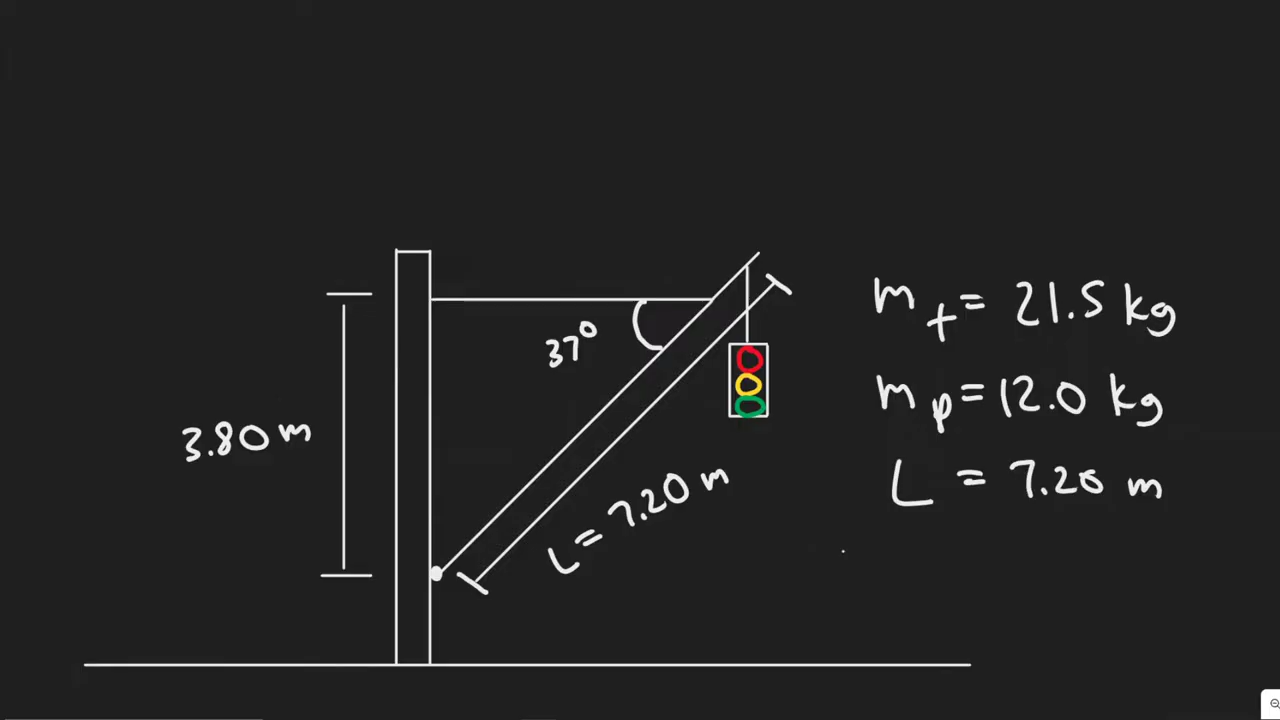 37°
3.80 m
L = 7.20 m
m_t = 21.5 kg
m_p = 12.0 kg
L = 7.20 m